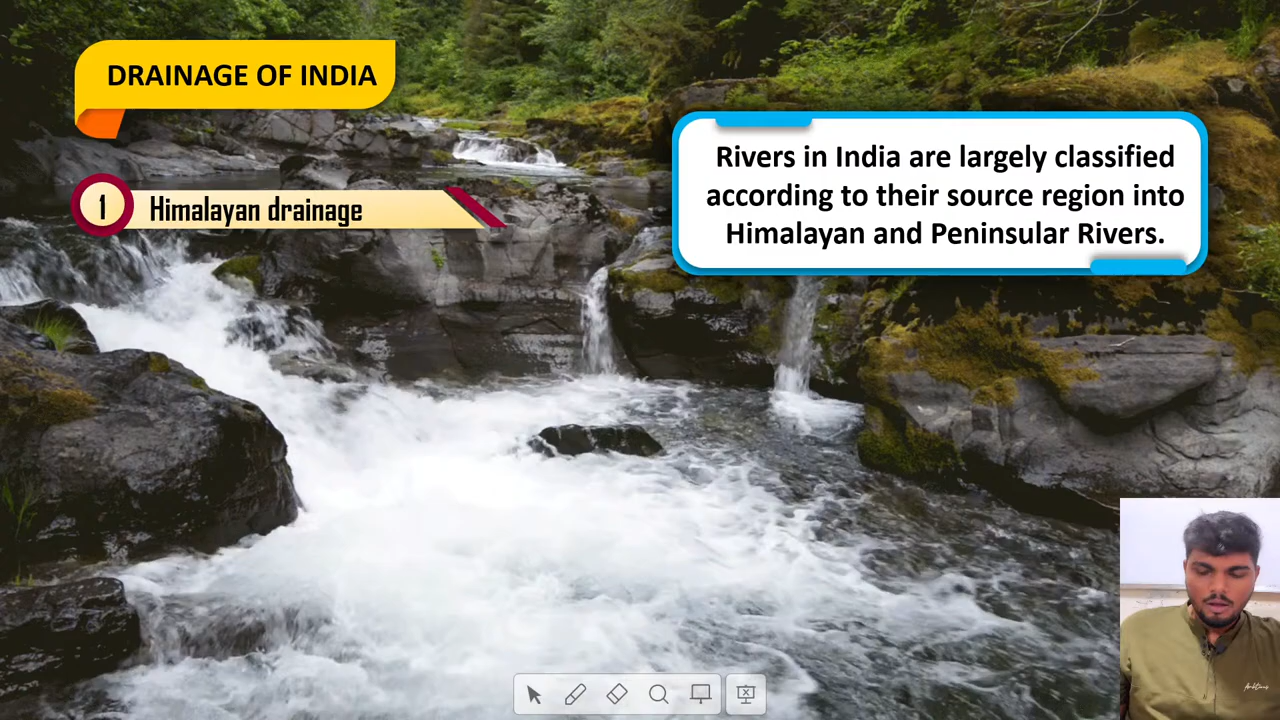 DRAINAGE OF INDIA
1 Himalayan drainage
Rivers in India are largely classified
according to their source region into
Himalayan and Peninsular Rivers.